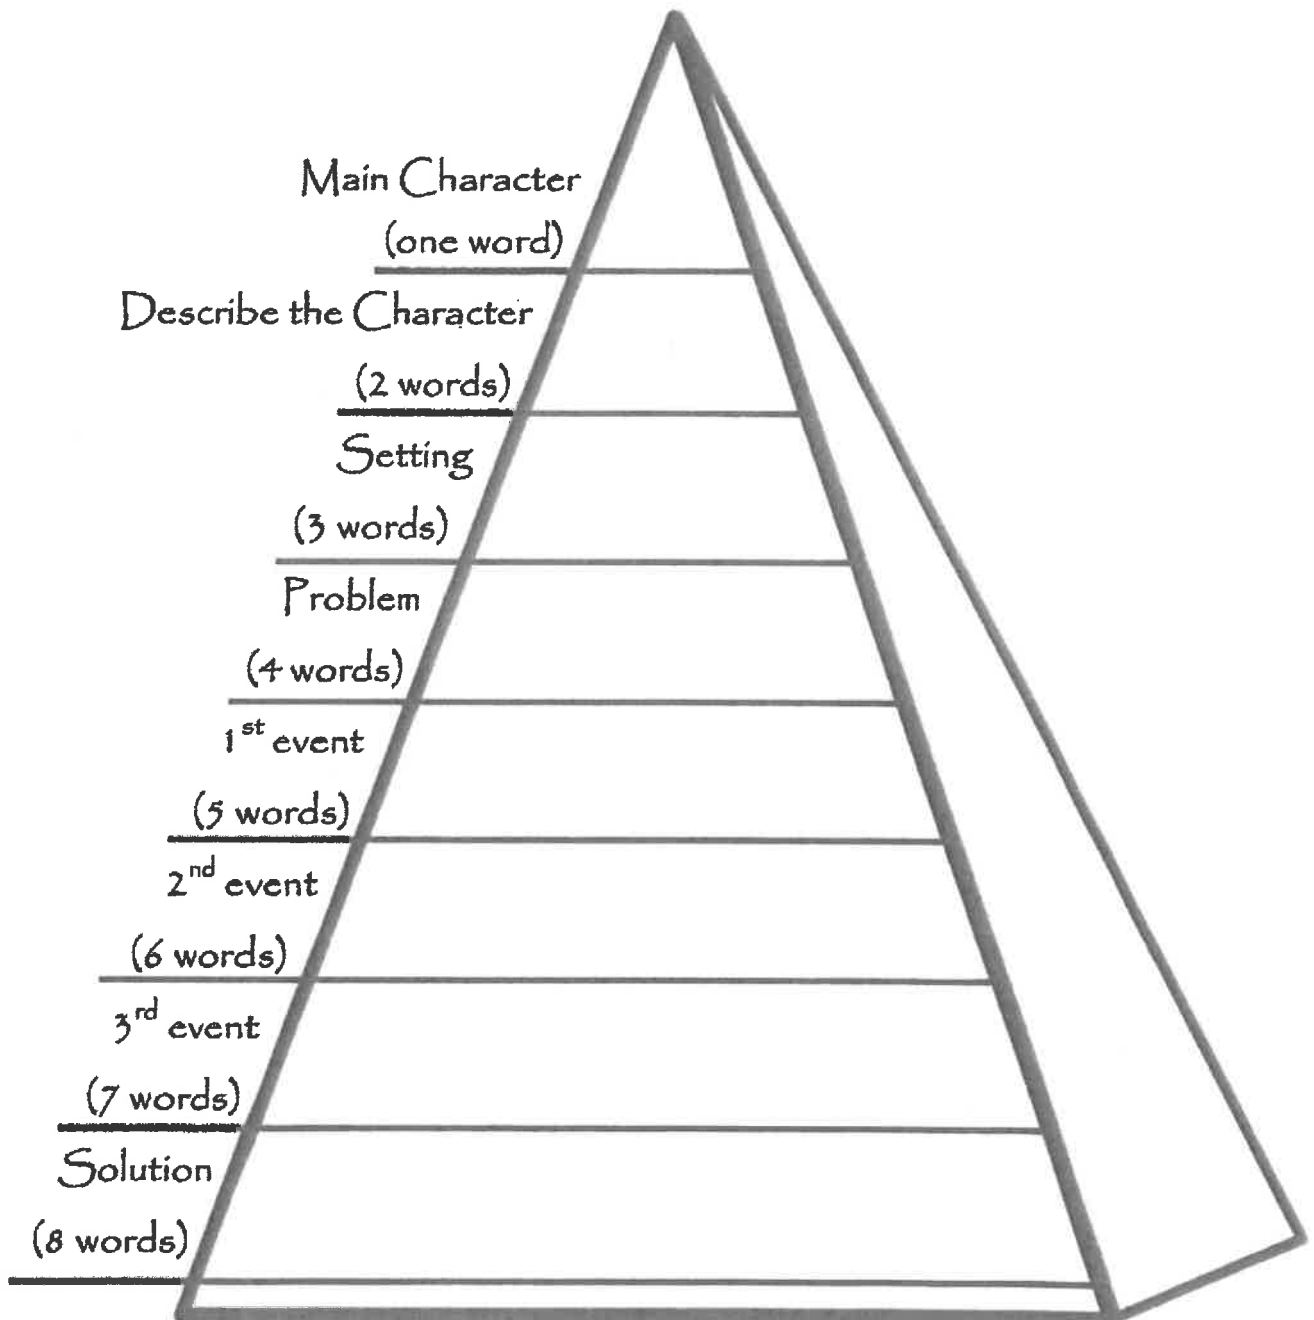 Main Character
(one word)
Describe the Character
(2 words)
Setting
(3 words)
Problem
(4 words)
1st event
(5 words)
2nd event
(6 words)
3rd event
(7 words)
Solution
(8 words)